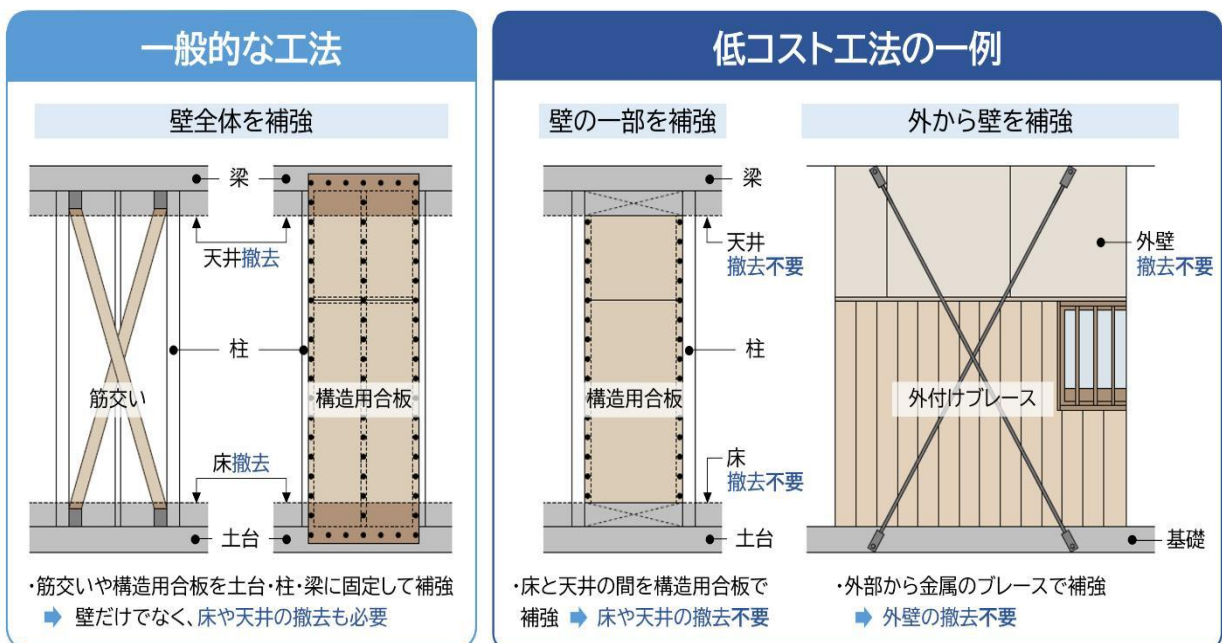 一般的な工法
壁全体を補強
梁
天井撤去
柱
筋交い
構造用合板
床撤去
土台
・筋交いや構造用合板を土台・柱・梁に固定して補強
➡ 壁だけでなく、床や天井の撤去も必要
低コスト工法の一例
壁の一部を補強
梁
天井
撤去不要
柱
構造用合板
床
撤去不要
土台
・床と天井の間を構造用合板で
補強 ➡ 床や天井の撤去不要
外から壁を補強
外壁
撤去不要
外付けブレース
基礎
・外部から金属のブレースで補強
➡ 外壁の撤去不要